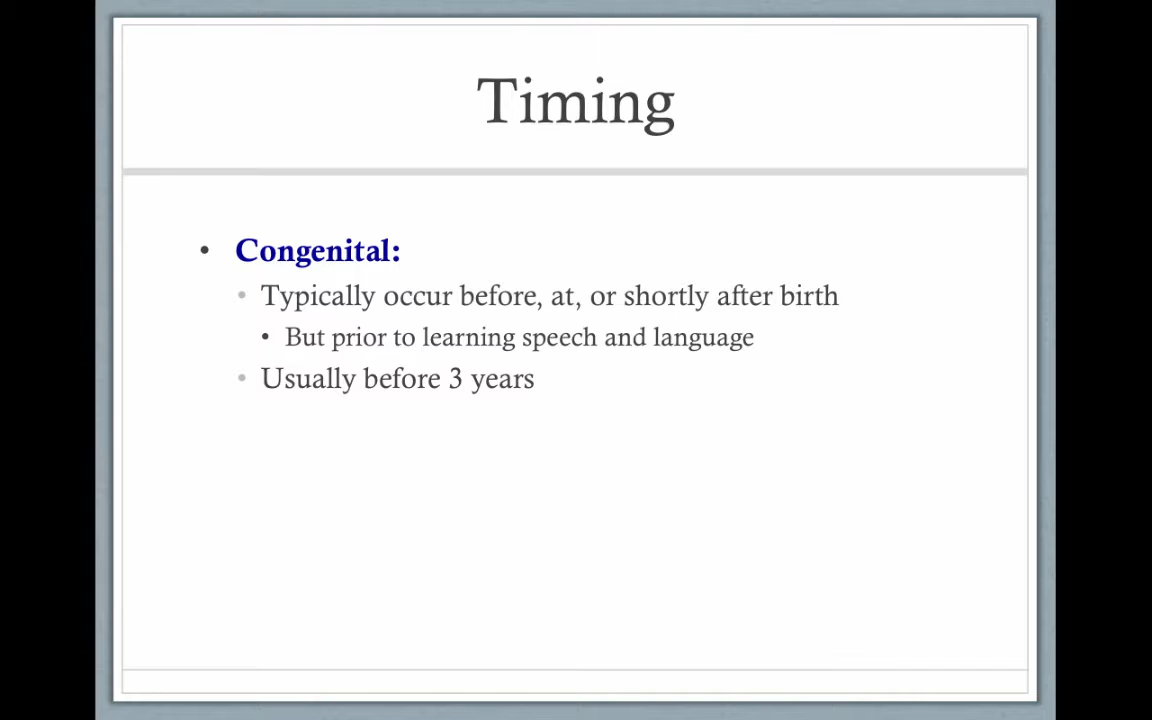 Timing
• Congenital:
• Typically occur before, at, or shortly after birth
• But prior to learning speech and language
• Usually before 3 years